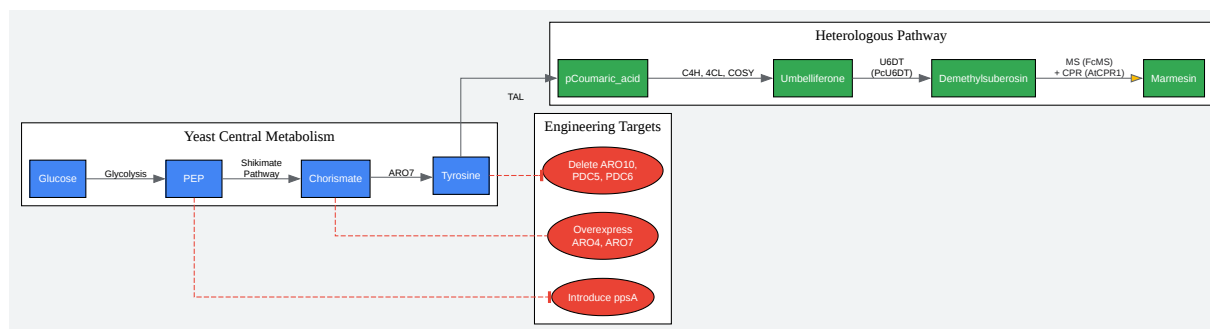 Heterologous Pathway
pCoumaric_acid
C4H, 4CL, COSY
Umbelliferone
U6DT
(PcU6DT)
Demethylsuberosin
MS (FcMS)
+ CPR (AtCPR1)
Marmesin
TAL
Yeast Central Metabolism
Glucose
Glycolysis
PEP
Shikimate
Pathway
Chorismate
ARO7
Tyrosine
Engineering Targets
Delete ARO10,
PDC5, PDC6
Overexpress
ARO4, ARO7
Introduce ppsA